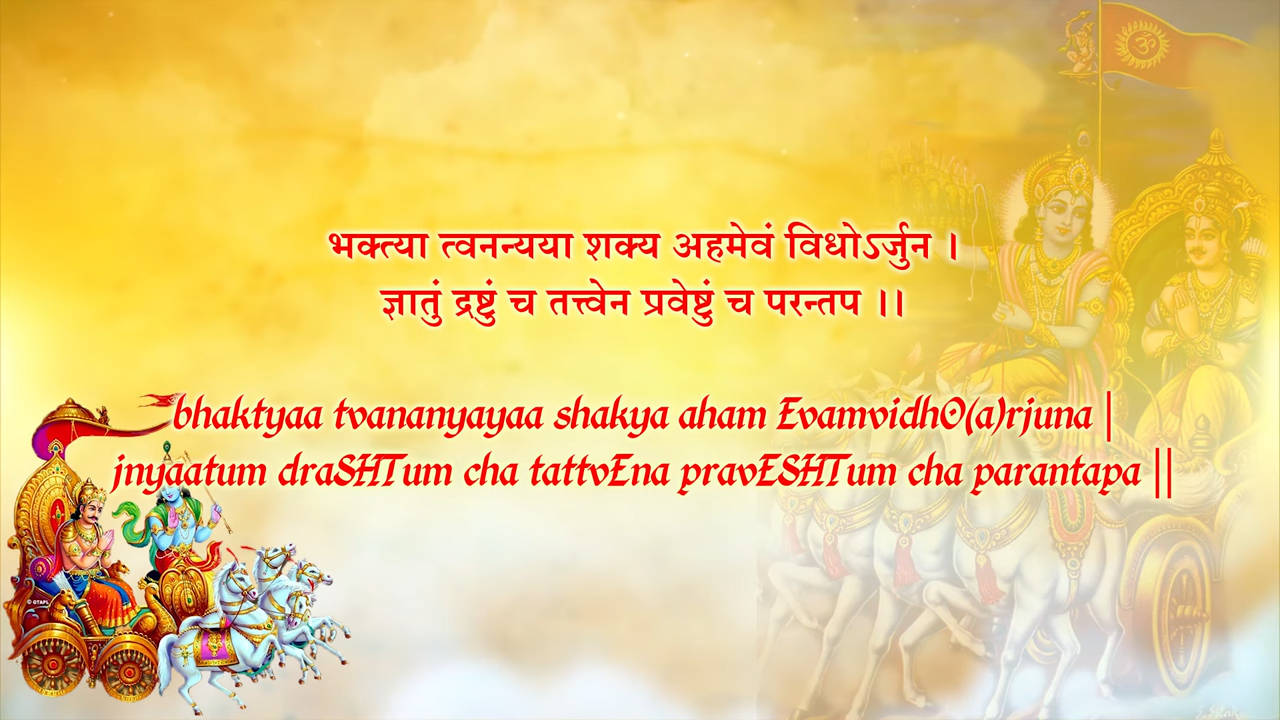 भक्त्या त्वनन्यया शक्य अहमेवं विधोऽर्जुन ।
ज्ञातुं द्रष्टुं च तत्त्वेन प्रवेष्टुं च परन्तप ।।
bhaktyaa tvananyayaa shakya aham EvamvidhO(a)rjuna |
jnyaatum draSHTum cha tattvEna pravESHTum cha parantapa ||
ॐ
© GTAPL